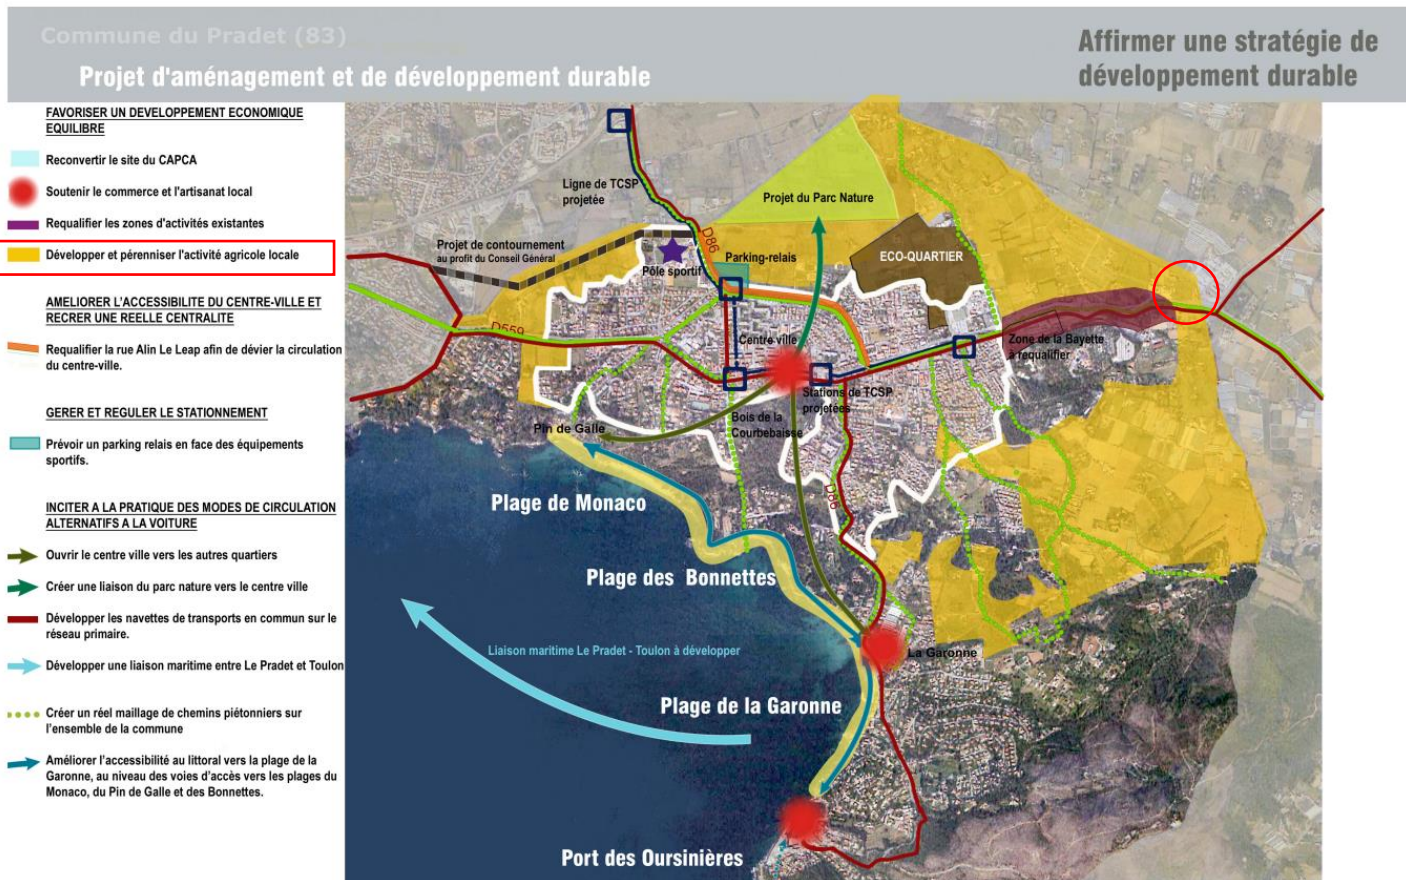 Commune du Pradet (83)
Projet d'aménagement et de développement durable
Affirmer une stratégie de
développement durable
FAVORISER UN DEVELOPPEMENT ECONOMIQUE
EQUILIBRE
Reconvertir le site du CAPCA
Soutenir le commerce et l'artisanat local
Requalifier les zones d'activités existantes
Développer et pérenniser l'activité agricole locale
AMELIORER L'ACCESSIBILITE DU CENTRE-VILLE ET
RECRER UNE REELLE CENTRALITE
Requalifier la rue Alin Le Leap afin de dévier la circulation
du centre-ville.
GERER ET REGULER LE STATIONNEMENT
Prévoir un parking relais en face des équipements
sportifs.
INCITER A LA PRATIQUE DES MODES DE CIRCULATION
ALTERNATIFS A LA VOITURE
Ouvrir le centre ville vers les autres quartiers
Créer une liaison du parc nature vers le centre ville
Développer les navettes de transports en commun sur le
réseau primaire.
Développer une liaison maritime entre Le Pradet et Toulon
Créer un réel maillage de chemins piétonniers sur
l'ensemble de la commune
Améliorer l'accessibilité au littoral vers la plage de la
Garonne, au niveau des voies d'accès vers les plages du
Monaco, du Pin de Galle et des Bonnettes.
Ligne de TCSP
projetée
Projet du Parc Nature
Projet de contournement
au profit du Conseil Général
D86
Pôle sportif
Parking-relais
ECO-QUARTIER
D559
Centre ville
Zone de la Bayette
à requalifier
Stations de TCSP
projetées
Bois de la
Courbebaisse
Pin de Galle
D86
Plage de Monaco
Plage des Bonnettes
Liaison maritime Le Pradet - Toulon à développer
La Garonne
Plage de la Garonne
Port des Oursinières